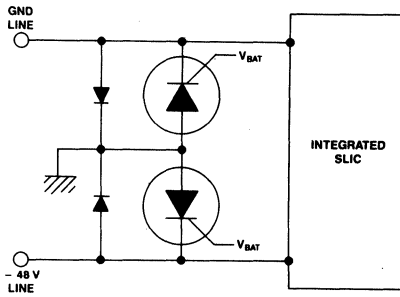 GND
LINE
V_BAT
INTEGRATED
SLIC
V_BAT
– 48 V
LINE